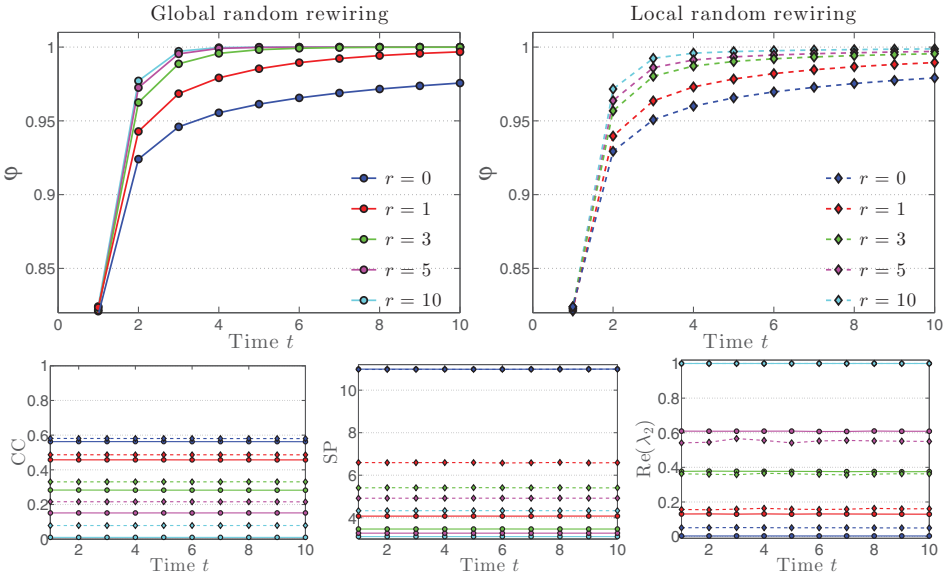 Global random rewiring
Local random rewiring
1
0.95
0.9
0.85
φ
r = 0
r = 1
r = 3
r = 5
r = 10
0 2 4 6 8 10
Time t
1
0.95
0.9
0.85
φ
r = 0
r = 1
r = 3
r = 5
r = 10
0 2 4 6 8 10
Time t
1
0.8
0.6
0.4
0.2
0
CC
2 4 6 8 10
Time t
10
8
6
4
SP
2 4 6 8 10
Time t
1
0.8
0.6
0.4
0.2
0
Re(λ₂)
2 4 6 8 10
Time t